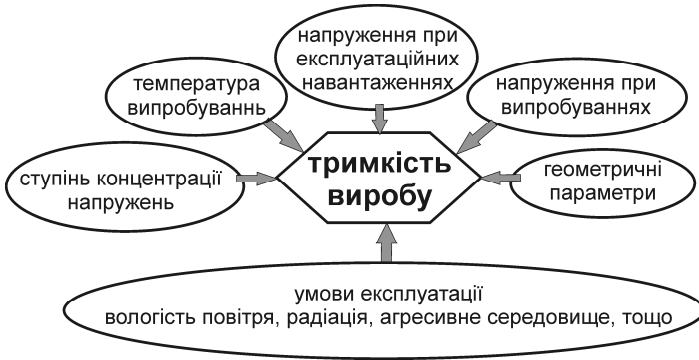 напруження при
експлуатаційних
навантаженнях
температура
випробуваннь
напруження при
випробуваннях
ступінь концентрації
напружень
тримкість
виробу
геометричні
параметри
умови експлуатації
вологість повітря, радіація, агресивне середовище, тощо